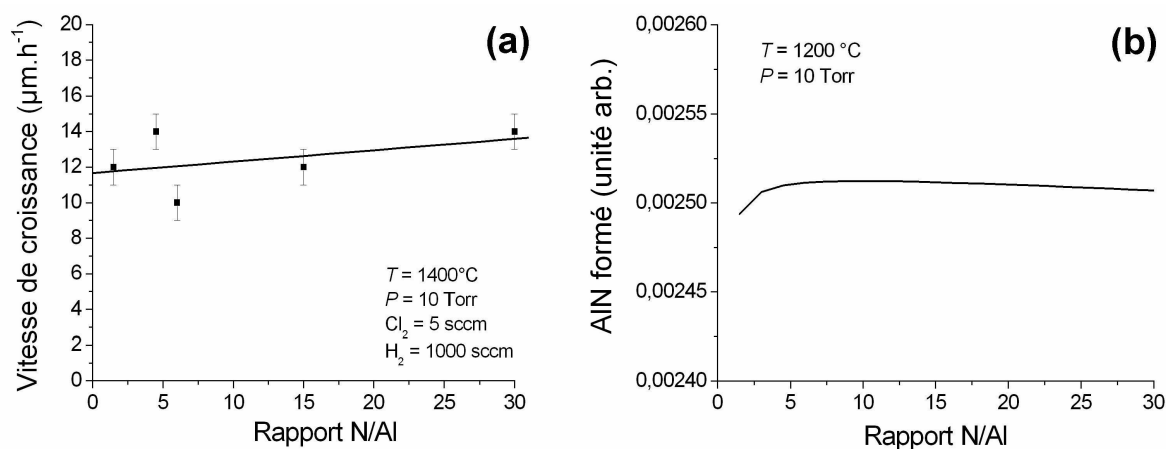 (a)
Vitesse de croissance (µm.h⁻¹)
20
18
16
14
12
10
8
6
4
2
0
T = 1400°C
P = 10 Torr
Cl₂ = 5 sccm
H₂ = 1000 sccm
0 5 10 15 20 25 30
Rapport N/Al
(b)
AlN formé (unité arb.)
0,00260
0,00255
0,00250
0,00245
0,00240
T = 1200 °C
P = 10 Torr
0 5 10 15 20 25 30
Rapport N/Al